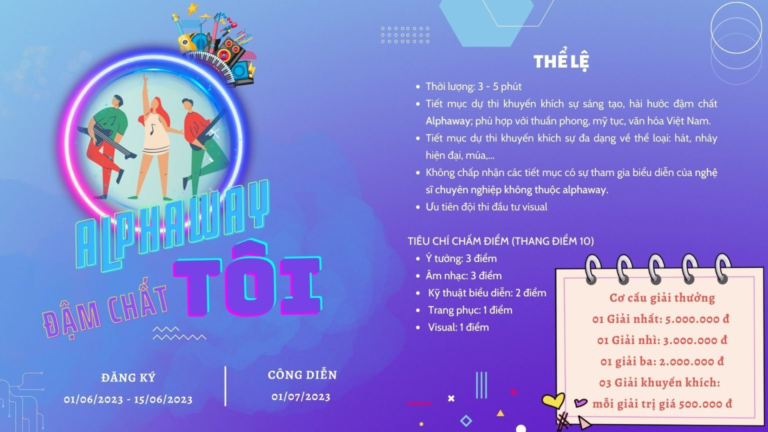 ALPHAWAY
ĐẬM CHẤT TÔI
ĐĂNG KÝ
01/06/2023 - 15/06/2023
CÔNG DIỄN
01/07/2023
THỂ LỆ
Thời lượng: 3 - 5 phút
Tiết mục dự thi khuyến khích sự sáng tạo, hài hước đậm chất
Alphaway; phù hợp với thuần phong, mỹ tục, văn hóa Việt Nam.
Tiết mục dự thi khuyến khích sự đa dạng về thể loại: hát, nhảy
hiện đại, múa,...
Không chấp nhận các tiết mục có sự tham gia biểu diễn của nghệ
sĩ chuyên nghiệp không thuộc alphaway.
Ưu tiên đội thi đầu tư visual
TIÊU CHÍ CHẤM ĐIỂM (THANG ĐIỂM 10)
Ý tưởng: 3 điểm
Âm nhạc: 3 điểm
Kỹ thuật biểu diễn: 2 điểm
Trang phục: 1 điểm
Visual: 1 điểm
Cơ cấu giải thưởng
01 Giải nhất: 5.000.000 đ
01 Giải nhì: 3.000.000 đ
01 giải ba: 2.000.000 đ
03 Giải khuyến khích:
mỗi giải trị giá 500.000 đ